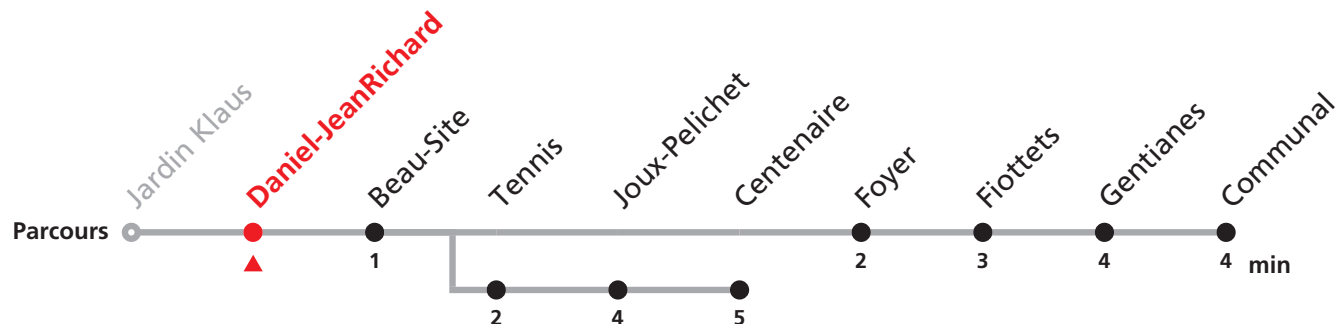 Jardin Klaus
Daniel-JeanRichard
Beau-Site
Tennis
Joux-Pelichet
Centenaire
Foyer
Fiottets
Gentianes
Communal
Parcours
1
2
3
4
4
min
2
4
5